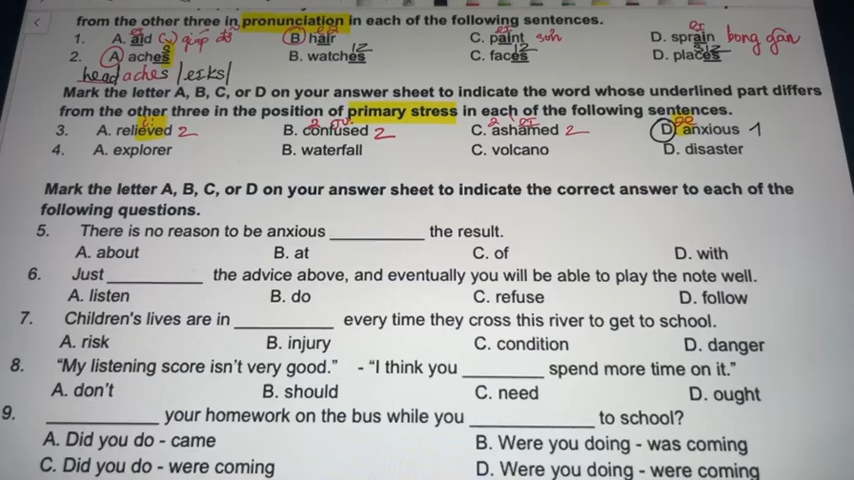 from the other three in pronunciation in each of the following sentences.
1. A. aid (v) giúp đỡ B. hair C. paint sơn D. sprain bong gân
2. A. aches B. watches C. faces D. places
headaches /eɪks/
Mark the letter A, B, C, or D on your answer sheet to indicate the word whose underlined part differs
from the other three in the position of primary stress in each of the following sentences.
3. A. relieved 2 B. confused 2 C. ashamed 2 D. anxious 1
4. A. explorer B. waterfall C. volcano D. disaster
Mark the letter A, B, C, or D on your answer sheet to indicate the correct answer to each of the
following questions.
5. There is no reason to be anxious __________ the result.
A. about B. at C. of D. with
6. Just __________ the advice above, and eventually you will be able to play the note well.
A. listen B. do C. refuse D. follow
7. Children's lives are in __________ every time they cross this river to get to school.
A. risk B. injury C. condition D. danger
8. “My listening score isn’t very good.” - “I think you ________ spend more time on it.”
A. don’t B. should C. need D. ought
9. ____________ your homework on the bus while you _____________ to school?
A. Did you do - came B. Were you doing - was coming
C. Did you do - were coming D. Were you doing - were coming